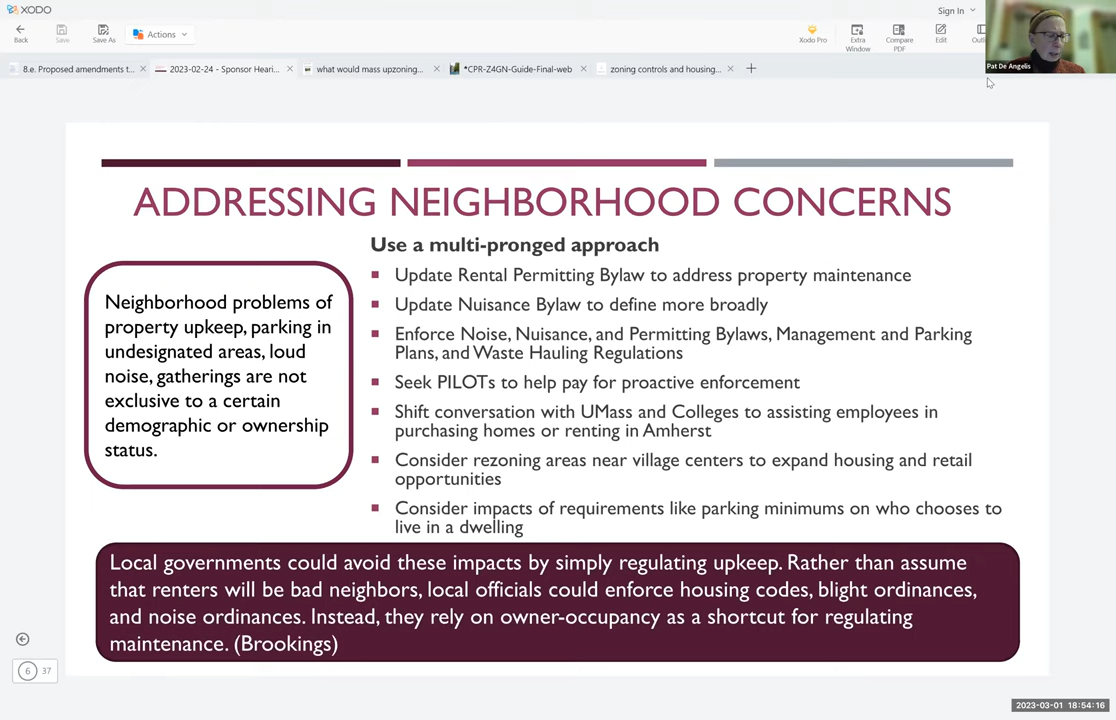 XODO
Sign In
Back
Save
Save As
Actions
Xodo Pro
Extra
Window
Compare
PDF
Edit
Pat De Angelis
8.e. Proposed amendments t...
2023-02-24 - Sponsor Heari...
what would mass upzoning...
*CPR-Z4GN-Guide-Final-web
zoning controls and housing...
ADDRESSING NEIGHBORHOOD CONCERNS
Neighborhood problems of
property upkeep, parking in
undesignated areas, loud
noise, gatherings are not
exclusive to a certain
demographic or ownership
status.
Use a multi-pronged approach
Update Rental Permitting Bylaw to address property maintenance
Update Nuisance Bylaw to define more broadly
Enforce Noise, Nuisance, and Permitting Bylaws, Management and Parking
Plans, and Waste Hauling Regulations
Seek PILOTs to help pay for proactive enforcement
Shift conversation with UMass and Colleges to assisting employees in
purchasing homes or renting in Amherst
Consider rezoning areas near village centers to expand housing and retail
opportunities
Consider impacts of requirements like parking minimums on who chooses to
live in a dwelling
Local governments could avoid these impacts by simply regulating upkeep. Rather than assume
that renters will be bad neighbors, local officials could enforce housing codes, blight ordinances,
and noise ordinances. Instead, they rely on owner-occupancy as a shortcut for regulating
maintenance. (Brookings)
6 37
2023-03-01 18:54:16